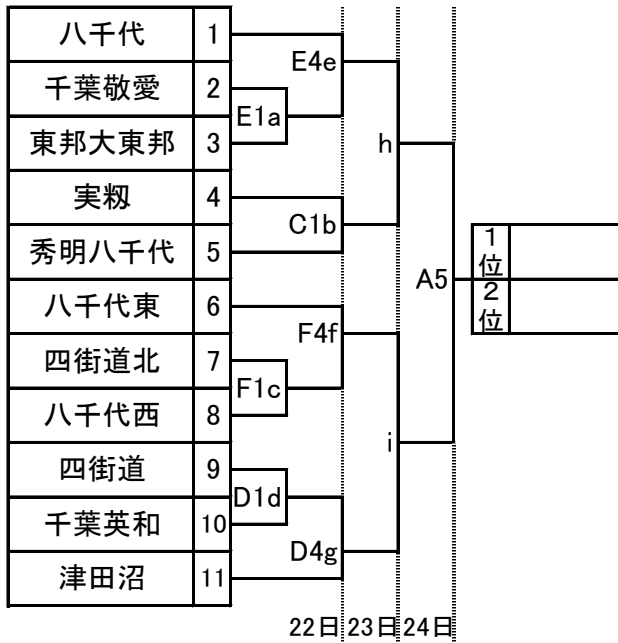 八千代 1
千葉敬愛 2
東邦大東邦 3
実籾 4
秀明八千代 5
八千代東 6
四街道北 7
八千代西 8
四街道 9
千葉英和 10
津田沼 11
E4e
E1a
h
C1b
A5
F4f
F1c
i
D1d
D4g
1位
2位
22日 23日 24日